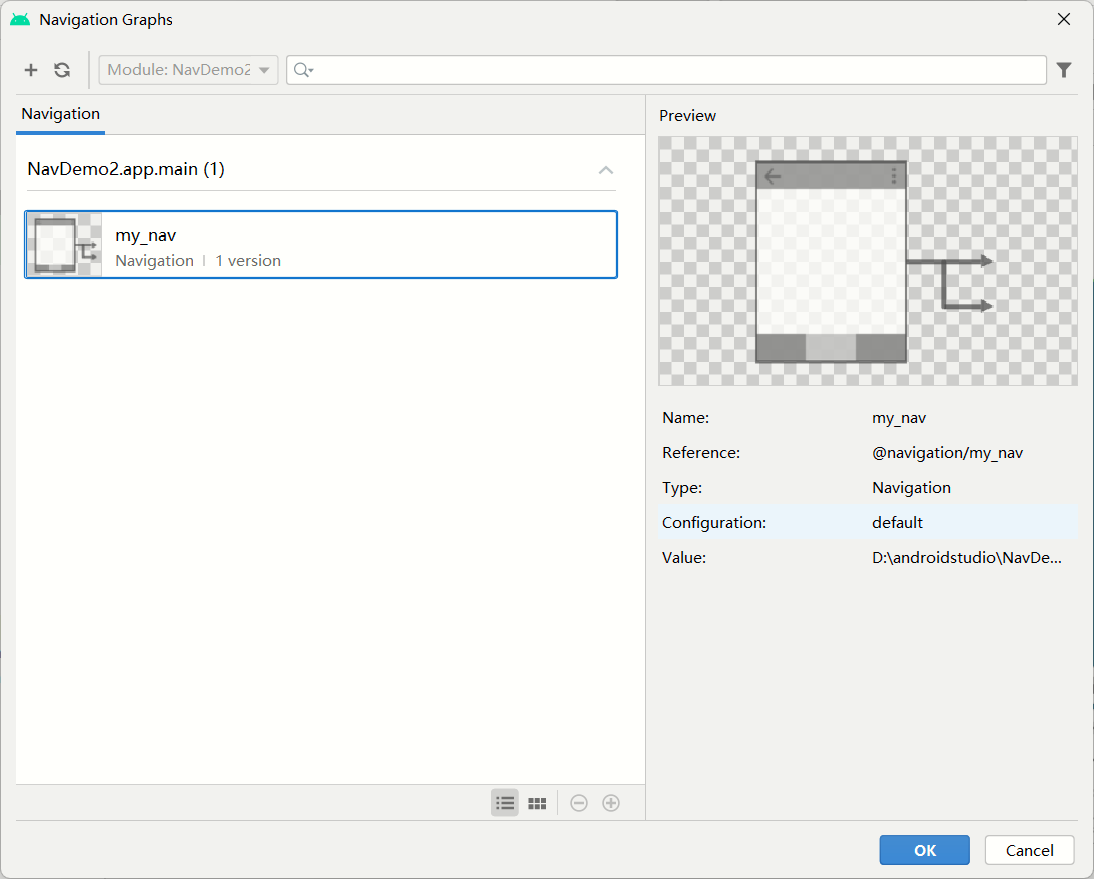 Navigation Graphs
Module: NavDemo2
Navigation
NavDemo2.app.main (1)
my_nav
Navigation | 1 version
Preview
Name: my_nav
Reference: @navigation/my_nav
Type: Navigation
Configuration: default
Value: D:\androidstudio\NavDe...
OK Cancel